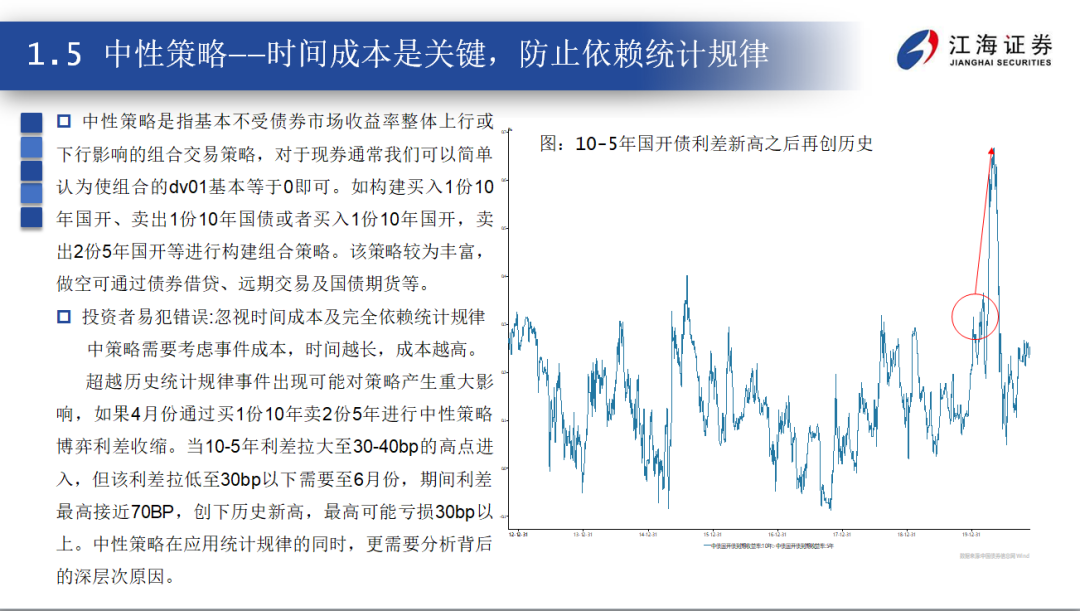 1.5 中性策略——时间成本是关键，防止依赖统计规律
江海证券
JIANGHAI SECURITIES
中性策略是指基本不受债券市场收益率整体上行或
下行影响的组合交易策略，对于现券通常我们可以简单
认为使组合的dv01基本等于0即可。如构建买入1份10
年国开、卖出1份10年国债或者买入1份10年国开，卖
出2份5年国开等进行构建组合策略。该策略较为丰富，
做空可通过债券借贷、远期交易及国债期货等。
投资者易犯错误:忽视时间成本及完全依赖统计规律
中策略需要考虑事件成本，时间越长，成本越高。
超越历史统计规律事件出现可能对策略产生重大影
响，如果4月份通过买1份10年卖2份5年进行中性策略
博弈利差收缩。当10-5年利差拉大至30-40bp的高点进
入，但该利差拉低至30bp以下需要至6月份，期间利差
最高接近70BP，创下历史新高，最高可能亏损30bp以
上。中性策略在应用统计规律的同时，更需要分析背后
的深层次原因。
图：10-5年国开债利差新高之后再创历史
12-12-31 13-12-31 14-12-31 15-12-31 16-12-31 17-12-31 18-12-31 19-12-31